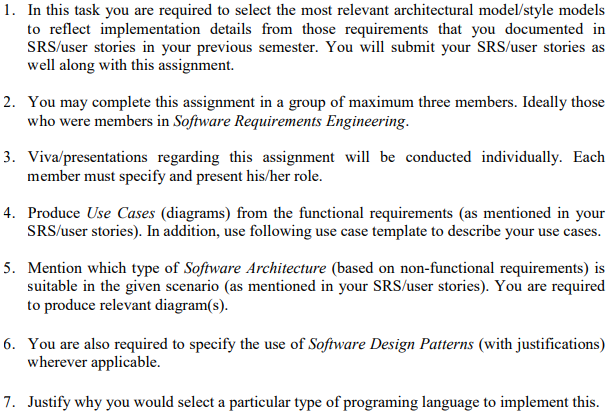 1. In this task you are required to select the most relevant architectural model/style models
to reflect implementation details from those requirements that you documented in
SRS/user stories in your previous semester. You will submit your SRS/user stories as
well along with this assignment.
2. You may complete this assignment in a group of maximum three members. Ideally those
who were members in Software Requirements Engineering.
3. Viva/presentations regarding this assignment will be conducted individually. Each
member must specify and present his/her role.
4. Produce Use Cases (diagrams) from the functional requirements (as mentioned in your
SRS/user stories). In addition, use following use case template to describe your use cases.
5. Mention which type of Software Architecture (based on non-functional requirements) is
suitable in the given scenario (as mentioned in your SRS/user stories). You are required
to produce relevant diagram(s).
6. You are also required to specify the use of Software Design Patterns (with justifications)
wherever applicable.
7. Justify why you would select a particular type of programing language to implement this.